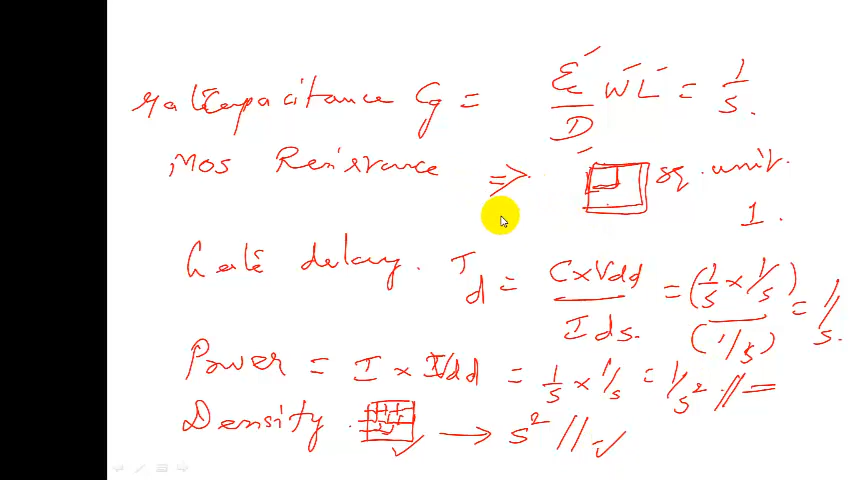 Gate Capacitance Cg = Ɛ/D W L = 1/S.
MOS Resistance => sq. unit. 1.
Gate delay. Td = C x Vdd / Ids. = (1/S x 1/S) / (1/S) = 1/S.
Power = I x Vdd = 1/S x 1/S = 1/S² // =
Density. ✓ → S² // ✓